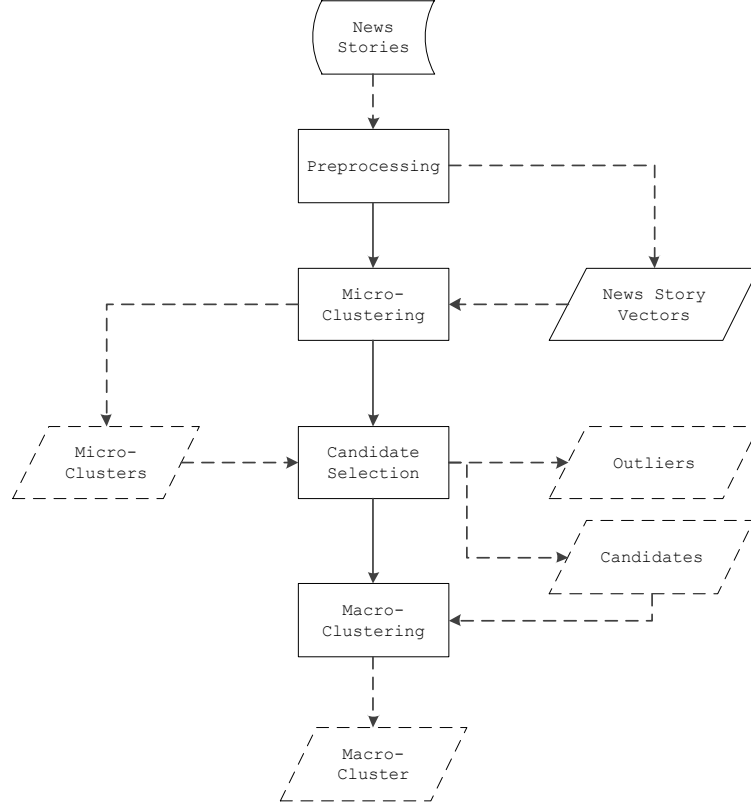 News
Stories
Preprocessing
Micro-
Clustering
News Story
Vectors
Micro-
Clusters
Candidate
Selection
Outliers
Candidates
Macro-
Clustering
Macro-
Cluster